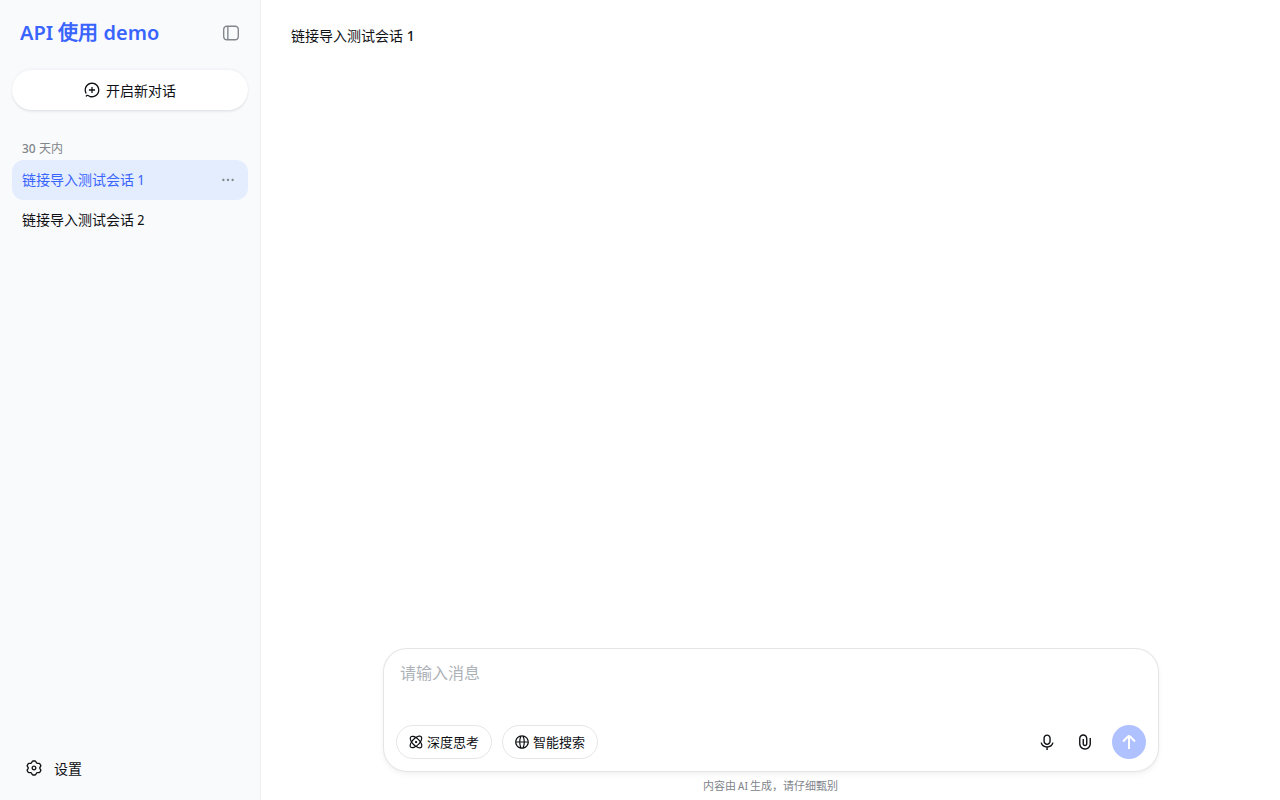 API 使用 demo
开启新对话
30 天内
链接导入测试会话 1
链接导入测试会话 2
设置
链接导入测试会话 1
请输入消息
深度思考
智能搜索
内容由 AI 生成，请仔细甄别